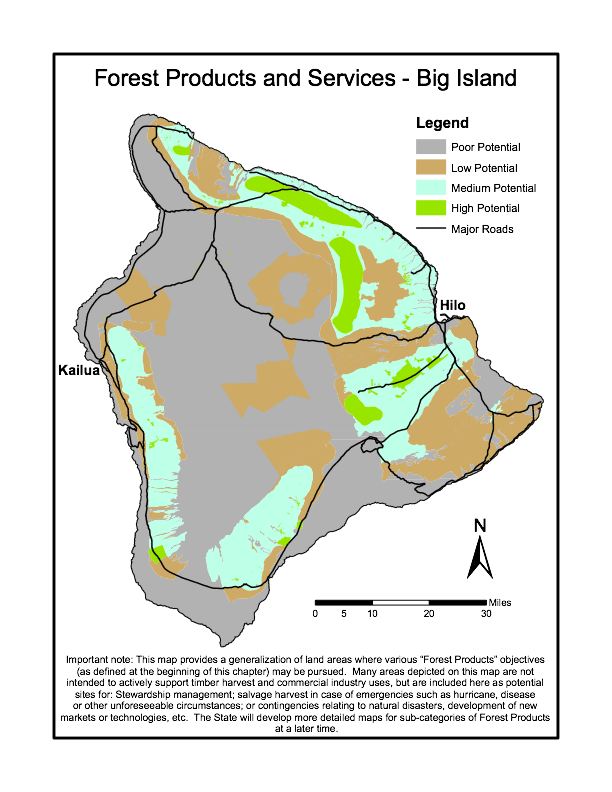 Forest Products and Services - Big Island
Legend
Poor Potential
Low Potential
Medium Potential
High Potential
Major Roads
Hilo
Kailua
N
Miles
0 5 10 20 30
Important note: This map provides a generalization of land areas where various "Forest Products" objectives
(as defined at the beginning of this chapter) may be pursued. Many areas depicted on this map are not
intended to actively support timber harvest and commercial industry uses, but are included here as potential
sites for: Stewardship management; salvage harvest in case of emergencies such as hurricane, disease
or other unforeseeable circumstances; or contingencies relating to natural disasters, development of new
markets or technologies, etc. The State will develop more detailed maps for sub-categories of Forest Products
at a later time.